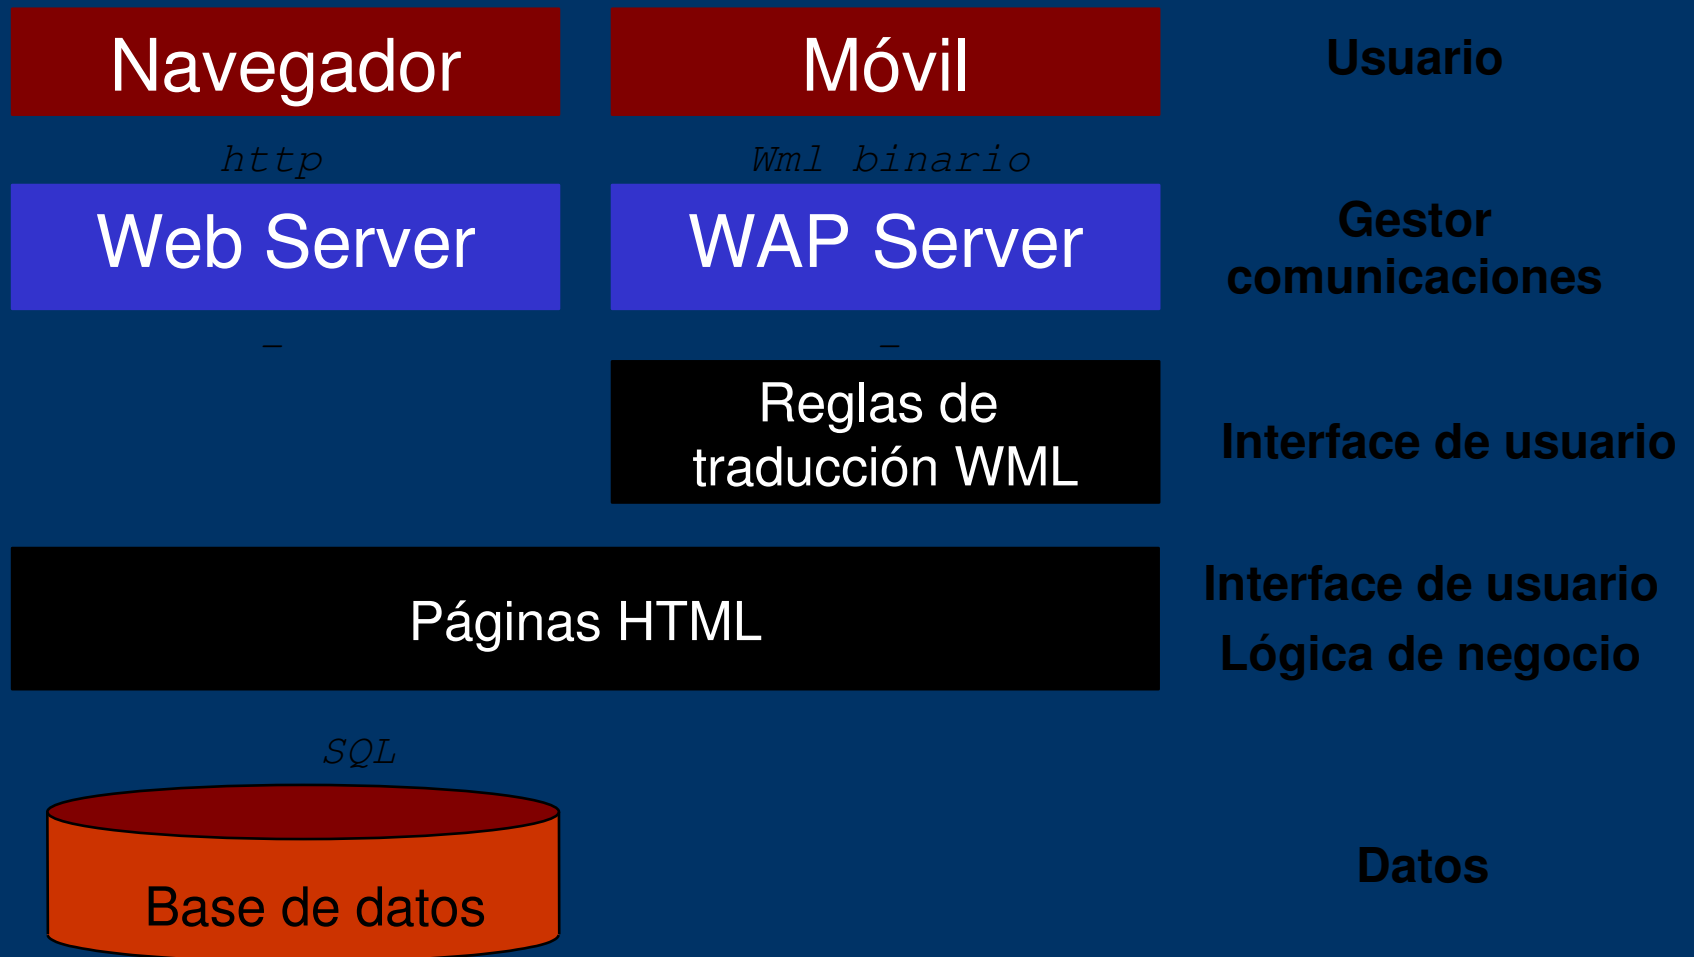 Navegador
Móvil
Usuario
http
Wml binario
Web Server
WAP Server
Gestor
comunicaciones
_
_
Reglas de
traducción WML
Interface de usuario
Páginas HTML
Interface de usuario
Lógica de negocio
SQL
Base de datos
Datos